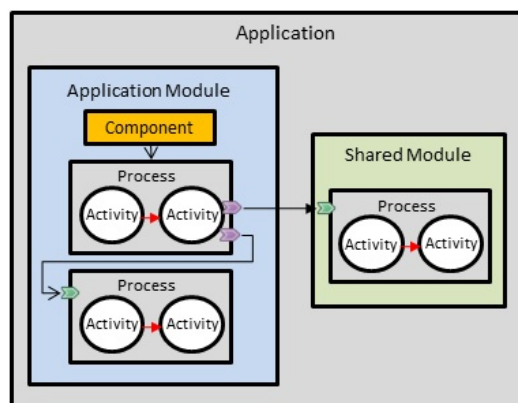 Application
Application Module
Component
Process
Activity Activity
Process
Activity Activity
Shared Module
Process
Activity Activity